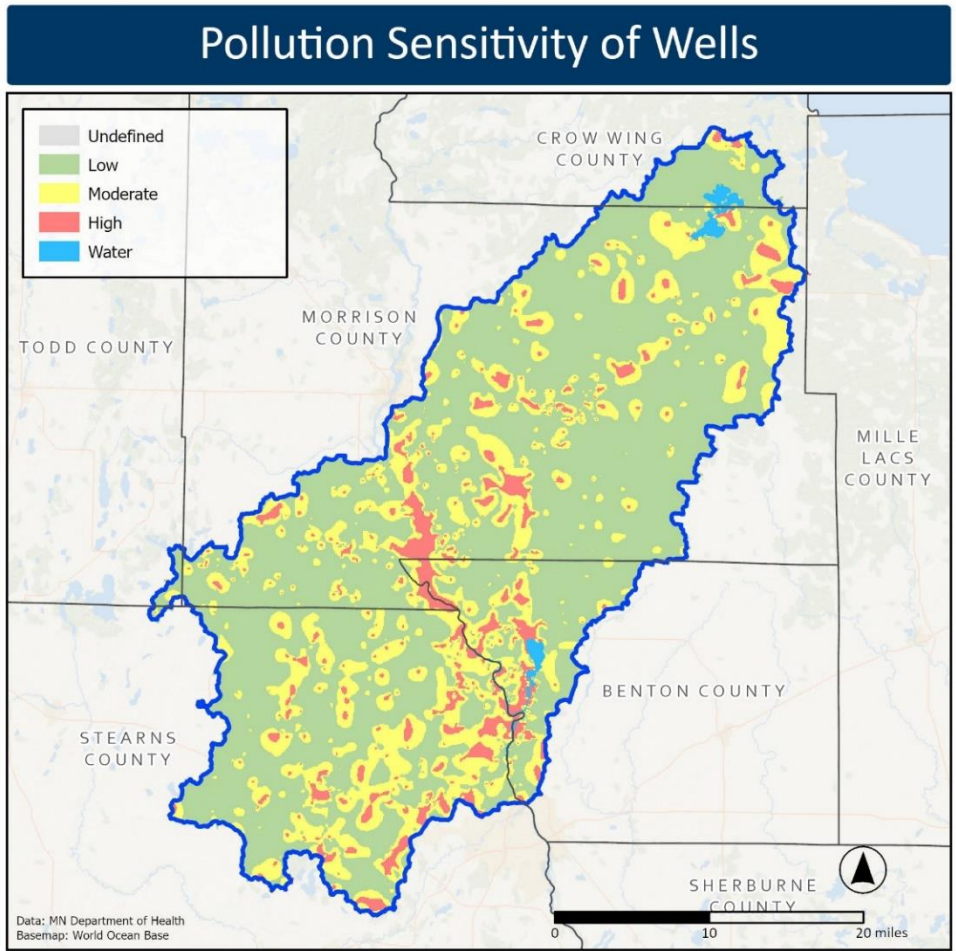 Pollution Sensitivity of Wells
Undefined
Low
Moderate
High
Water
CROW WING
COUNTY
MORRISON
COUNTY
TODD COUNTY
MILLE
LACS
COUNTY
BENTON COUNTY
STEARNS
COUNTY
SHERBURNE
COUNTY
Data: MN Department of Health
Basemap: World Ocean Base
0 10 20 miles